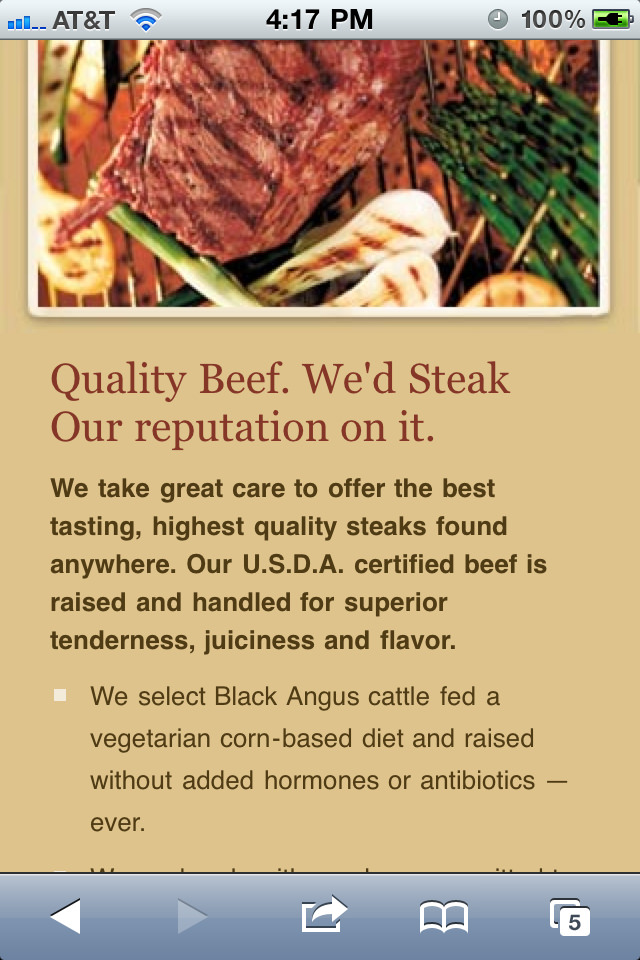 AT&T 4:17 PM 100%
Quality Beef. We'd Steak
Our reputation on it.
We take great care to offer the best
tasting, highest quality steaks found
anywhere. Our U.S.D.A. certified beef is
raised and handled for superior
tenderness, juiciness and flavor.
We select Black Angus cattle fed a
vegetarian corn-based diet and raised
without added hormones or antibiotics —
ever.
5